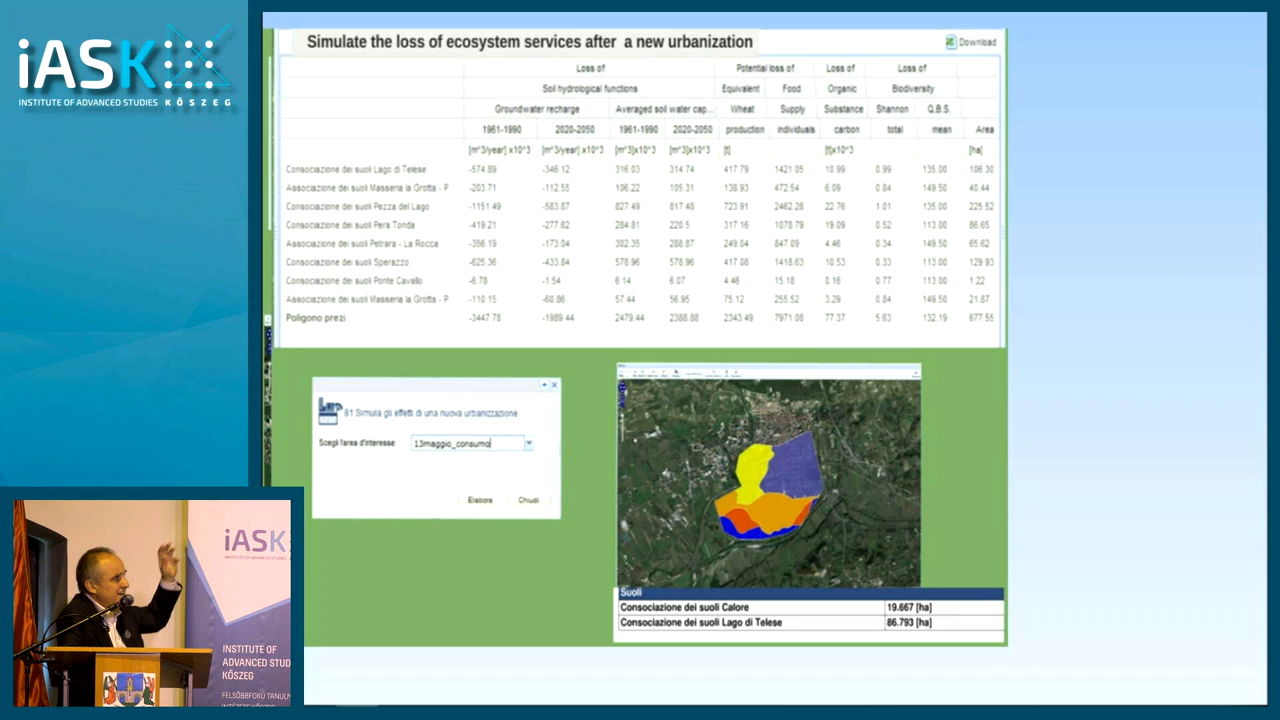 iASK
INSTITUTE OF ADVANCED STUDIES KŐSZEG
Simulate the loss of ecosystem services after a new urbanization
Download
Loss of Potential loss of Loss of Loss of
Soil hydrological functions Equivalent Food Organic Biodiversity
Groundwater recharge Averaged soil water cap... Wheat Supply Substance Shannon Q.B.S.
1961-1990 2020-2050 1961-1990 2020-2050 production individuals carbon total mean Area
[m^3/year] x10^3 [m^3/year] x10^3 [m^3]x10^3 [m^3]x10^3 [t] [t]x10^3 [ha]
Consociazione dei suoli Lago di Telese -574.89 -346.12 316.03 314.74 417.79 1421.05 10.99 0.99 135.00 106.30
Associazione dei suoli Masseria la Grotta - P -203.71 -112.55 106.22 105.31 138.93 472.54 6.09 0.84 149.50 40.44
Consociazione dei suoli Pezza del Lago -1151.49 -583.87 827.49 817.48 723.91 2462.28 22.76 1.01 135.00 225.52
Consociazione dei suoli Pera Tonda -419.21 -277.62 284.81 220.5 317.16 1078.79 19.09 0.52 113.00 86.65
Associazione dei suoli Petrara - La Rocca -356.19 -173.04 302.35 288.87 249.04 847.09 4.46 0.34 149.50 65.62
Consociazione dei suoli Sperazzo -625.36 -433.84 578.96 578.96 417.08 1418.63 10.53 0.33 113.00 129.93
Consociazione dei suoli Ponte Cavallo -6.78 -1.54 6.14 6.07 4.46 15.18 0.16 0.77 113.00 1.22
Associazione dei suoli Masseria la Grotta - P -110.15 -60.86 57.44 56.95 75.12 255.52 3.29 0.84 149.50 21.87
Poligono prezi -3447.78 -1989.44 2479.44 2388.88 2343.49 7971.08 77.37 5.63 132.19 677.55
81 Simula gli effetti di una nuova urbanizzazione
Scegli l'area d'interesse 13maggio_consumo
Elabora Chiudi
Suoli
Consociazione dei suoli Calore 19.667 [ha]
Consociazione dei suoli Lago di Telese 86.793 [ha]
iASK
INSTITUTE OF
ADVANCED STUD
KŐSZEG
FELSŐBBFOKÚ TANULM